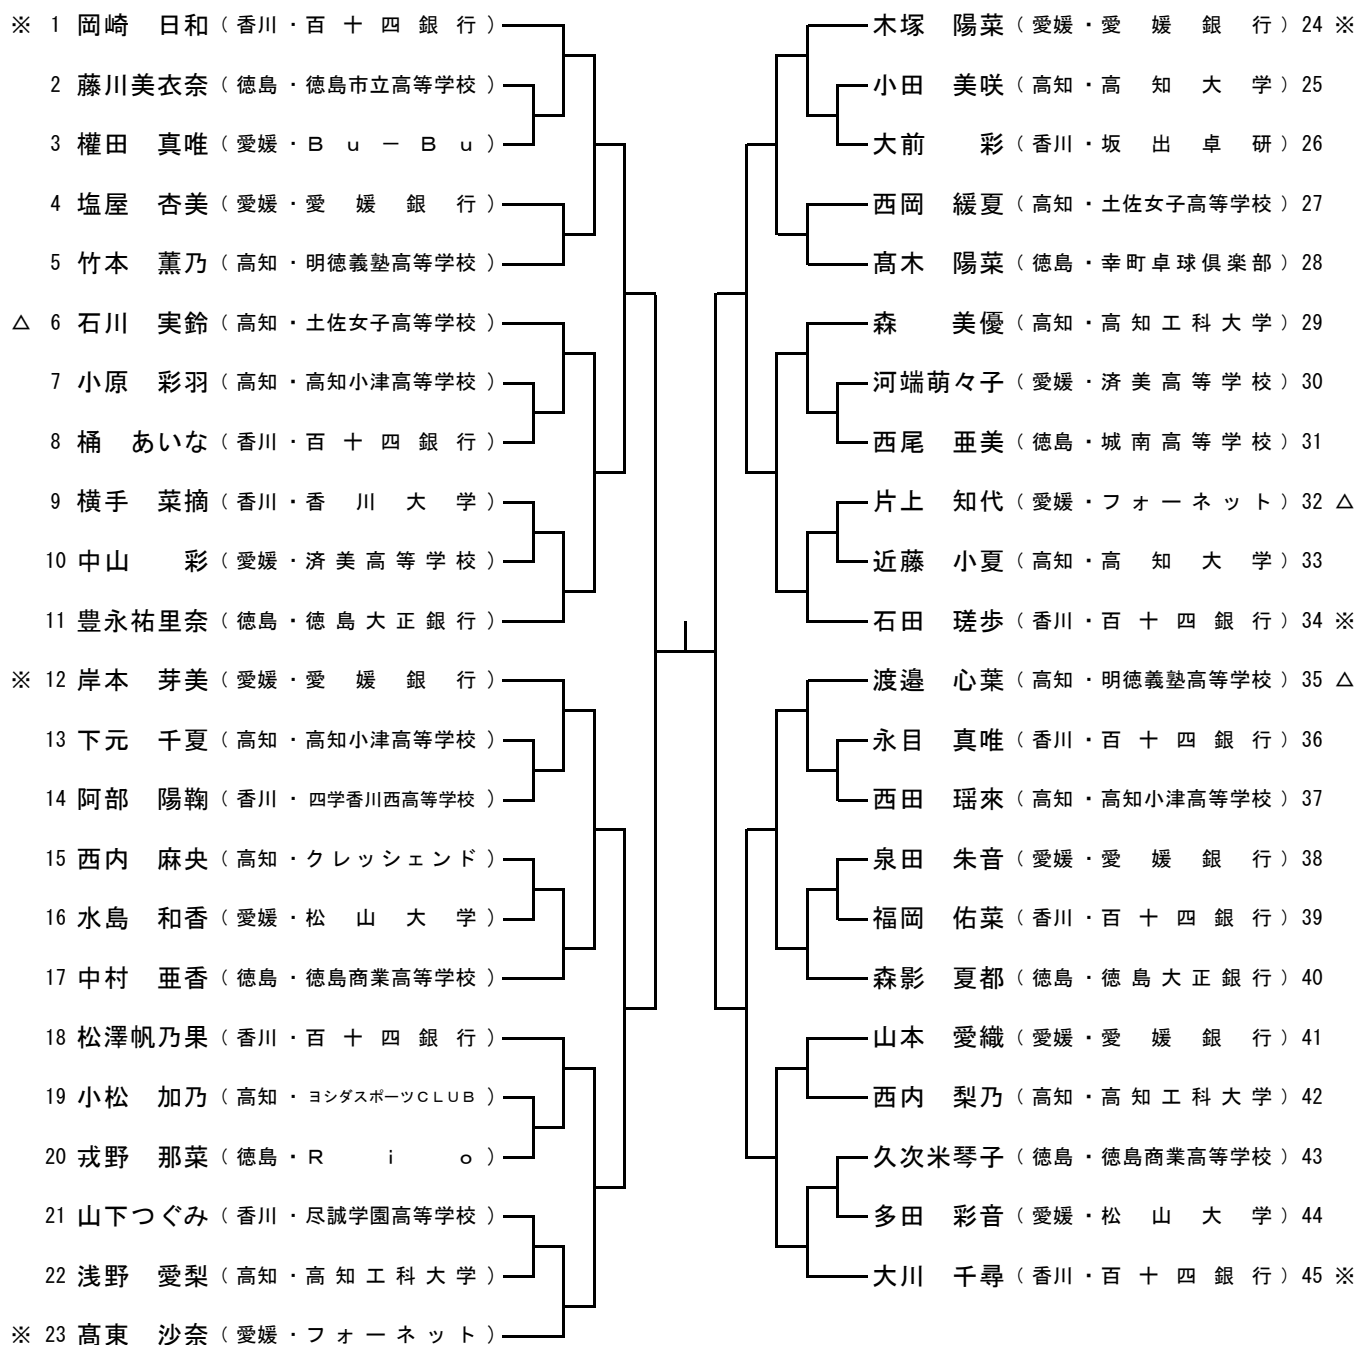 ※ 1 岡崎 日和 （ 香川 ・ 百十四銀行 ）
2 藤川美衣奈 （ 徳島 ・ 徳島市立高等学校 ）
3 權田 真唯 （ 愛媛 ・ Ｂｕ－Ｂｕ ）
4 塩屋 杏美 （ 愛媛 ・ 愛媛銀行 ）
5 竹本 薫乃 （ 高知 ・ 明徳義塾高等学校 ）
△ 6 石川 実鈴 （ 高知 ・ 土佐女子高等学校 ）
7 小原 彩羽 （ 高知 ・ 高知小津高等学校 ）
8 桶 あいな （ 香川 ・ 百十四銀行 ）
9 横手 菜摘 （ 香川 ・ 香川大学 ）
10 中山 彩 （ 愛媛 ・ 済美高等学校 ）
11 豊永祐里奈 （ 徳島 ・ 徳島大正銀行 ）
※ 12 岸本 芽美 （ 愛媛 ・ 愛媛銀行 ）
13 下元 千夏 （ 高知 ・ 高知小津高等学校 ）
14 阿部 陽鞠 （ 香川 ・ 四学香川西高等学校 ）
15 西内 麻央 （ 高知 ・ クレッシェンド ）
16 水島 和香 （ 愛媛 ・ 松山大学 ）
17 中村 亜香 （ 徳島 ・ 徳島商業高等学校 ）
18 松澤帆乃果 （ 香川 ・ 百十四銀行 ）
19 小松 加乃 （ 高知 ・ ヨシダスポーツＣＬＵＢ ）
20 戎野 那菜 （ 徳島 ・ Ｒｉｏ ）
21 山下つぐみ （ 香川 ・ 尽誠学園高等学校 ）
22 浅野 愛梨 （ 高知 ・ 高知工科大学 ）
※ 23 髙東 沙奈 （ 愛媛 ・ フォーネット ）
木塚 陽菜 （ 愛媛 ・ 愛媛銀行 ） 24 ※
小田 美咲 （ 高知 ・ 高知大学 ） 25
大前 彩 （ 香川 ・ 坂出卓研 ） 26
西岡 緩夏 （ 高知 ・ 土佐女子高等学校 ） 27
髙木 陽菜 （ 徳島 ・ 幸町卓球倶楽部 ） 28
森 美優 （ 高知 ・ 高知工科大学 ） 29
河端萌々子 （ 愛媛 ・ 済美高等学校 ） 30
西尾 亜美 （ 徳島 ・ 城南高等学校 ） 31
片上 知代 （ 愛媛 ・ フォーネット ） 32 △
近藤 小夏 （ 高知 ・ 高知大学 ） 33
石田 瑳歩 （ 香川 ・ 百十四銀行 ） 34 ※
渡邉 心葉 （ 高知 ・ 明徳義塾高等学校 ） 35 △
永目 真唯 （ 香川 ・ 百十四銀行 ） 36
西田 瑶來 （ 高知 ・ 高知小津高等学校 ） 37
泉田 朱音 （ 愛媛 ・ 愛媛銀行 ） 38
福岡 佑菜 （ 香川 ・ 百十四銀行 ） 39
森影 夏都 （ 徳島 ・ 徳島大正銀行 ） 40
山本 愛織 （ 愛媛 ・ 愛媛銀行 ） 41
西内 梨乃 （ 高知 ・ 高知工科大学 ） 42
久次米琴子 （ 徳島 ・ 徳島商業高等学校 ） 43
多田 彩音 （ 愛媛 ・ 松山大学 ） 44
大川 千尋 （ 香川 ・ 百十四銀行 ） 45 ※